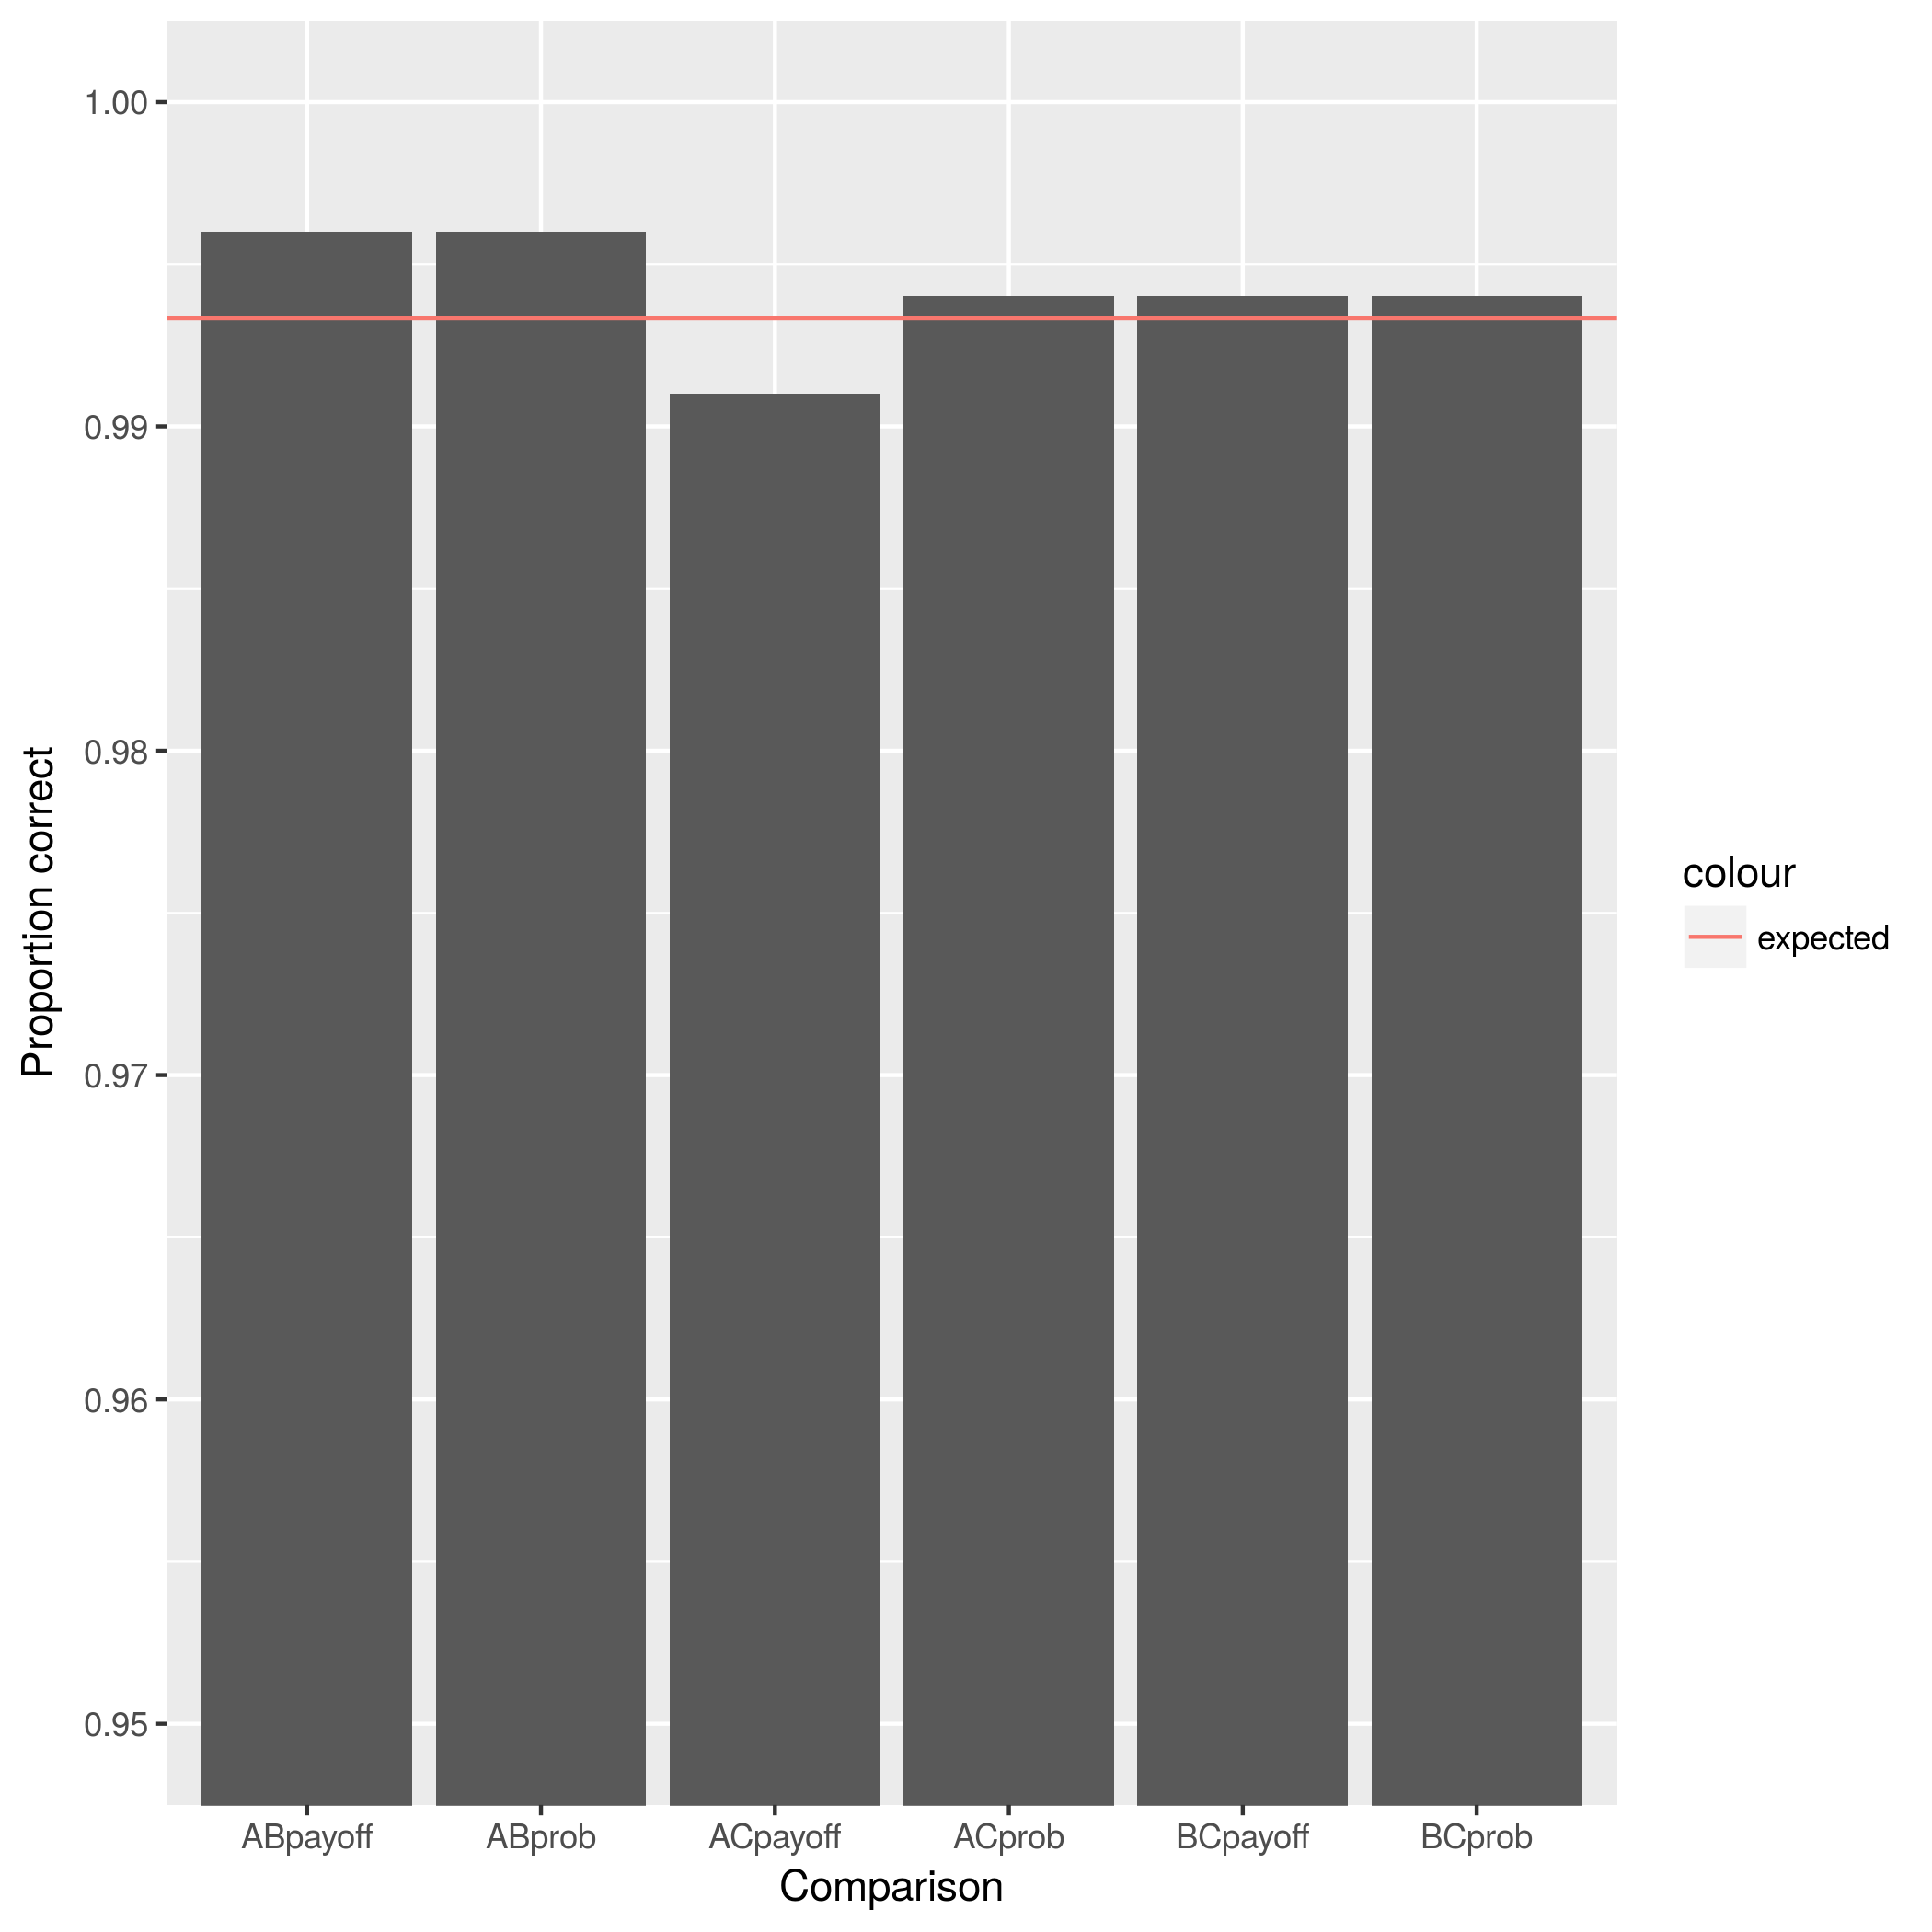 1.00
0.99
0.98
0.97
0.96
0.95
Proportion correct
ABpayoff ABprob ACpayoff ACprob BCpayoff BCprob
Comparison
colour
expected